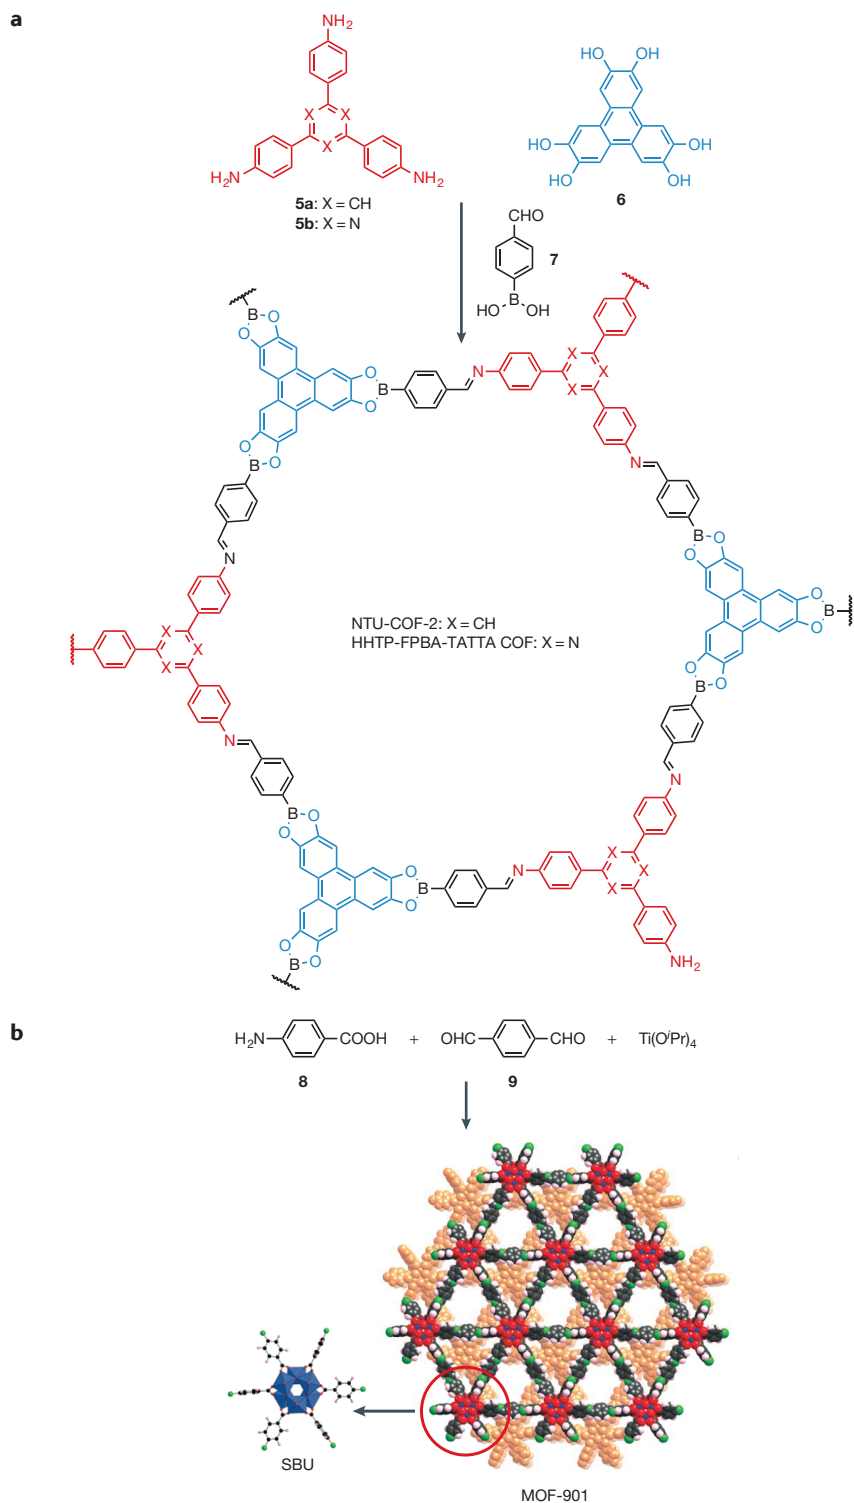 a
NH2
X X
X
H2N NH2
5a: X = CH
5b: X = N
HO OH
HO OH
HO OH
6
CHO
7
B
HO OH
B
O O
O
B
O
N
X X
X
O O
B
N
N
B
O O
N
X X
X
NTU-COF-2: X = CH
HHTP-FPBA-TATTA COF: X = N
O
B
O
O O
B
N
N
B
O O
N
X X
X
O
B
O
O O
B
NH2
b
H2N COOH + OHC CHO + Ti(OiPr)4
8 9
SBU
MOF-901